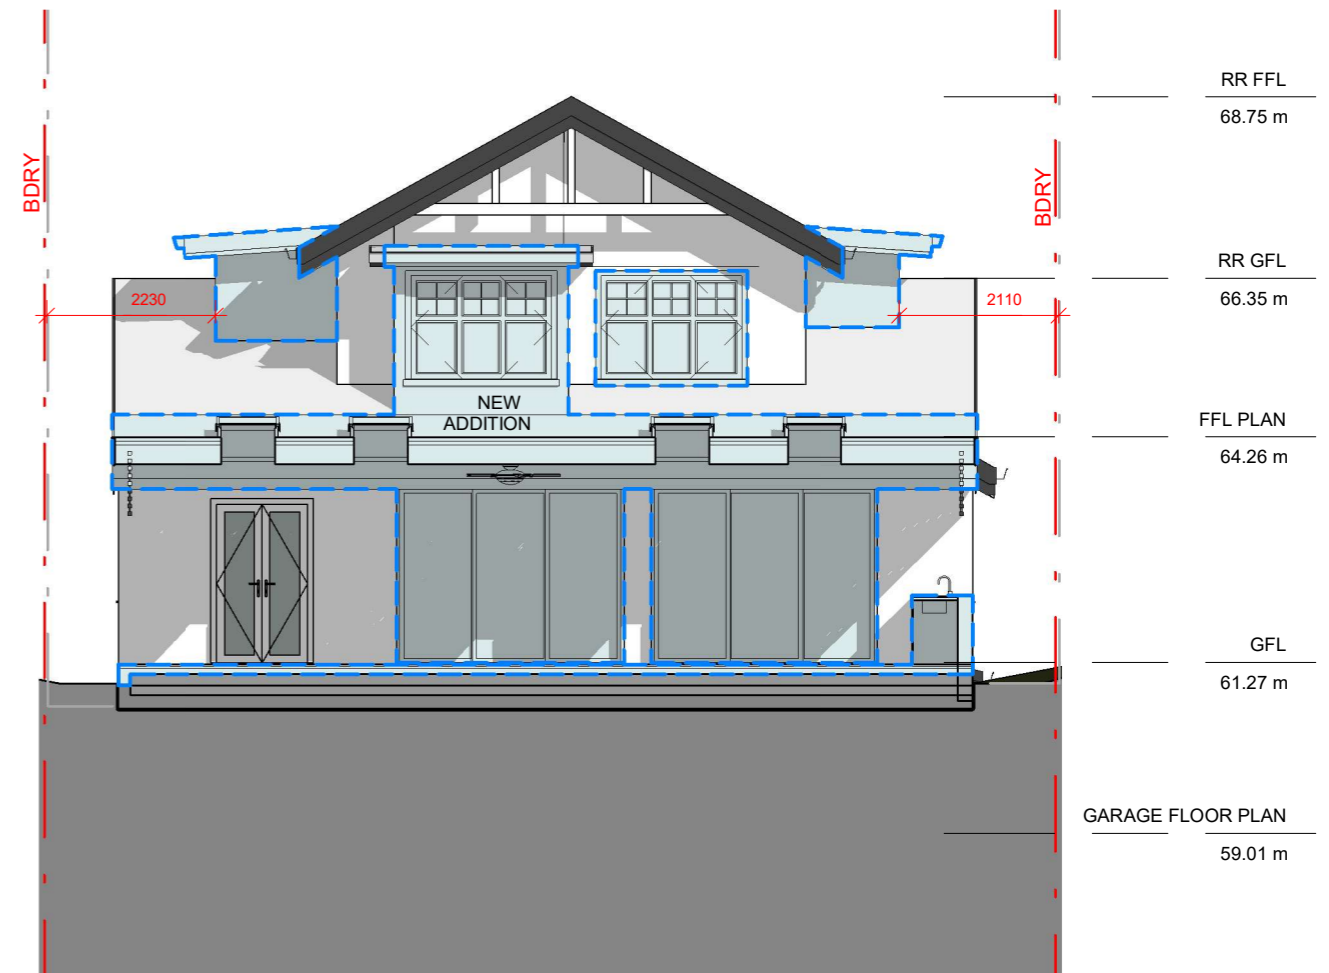 RR FFL
68.75 m
BDRY
BDRY
RR GFL
66.35 m
2230
2110
NEW
ADDITION
FFL PLAN
64.26 m
GFL
61.27 m
GARAGE FLOOR PLAN
59.01 m